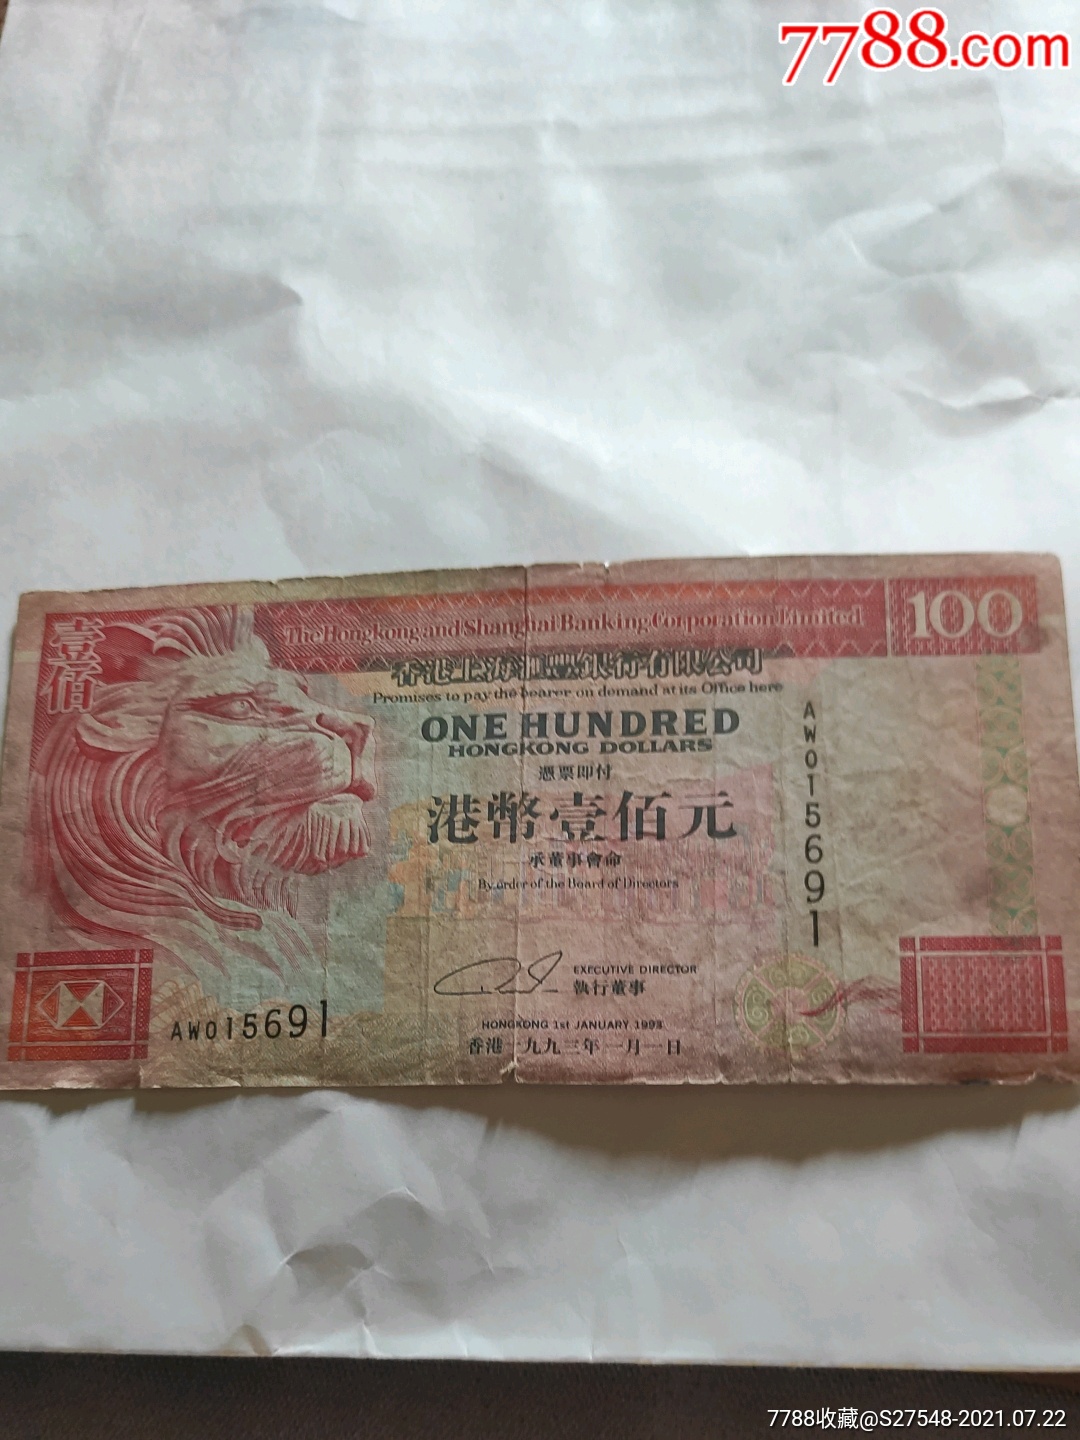 7788.com
壹佰
The Hongkong and Shanghai Banking Corporation Limited
100
香港上海滙豐銀行有限公司
Promises to pay the bearer on demand at its Office here
ONE HUNDRED
HONGKONG DOLLARS
憑票即付
港幣壹佰元
承董事會命
By order of the Board of Directors
AW015691
EXECUTIVE DIRECTOR
執行董事
AW015691
HONGKONG 1st JANUARY 1993
香港一九九三年一月一日
7788收藏@S27548-2021.07.22